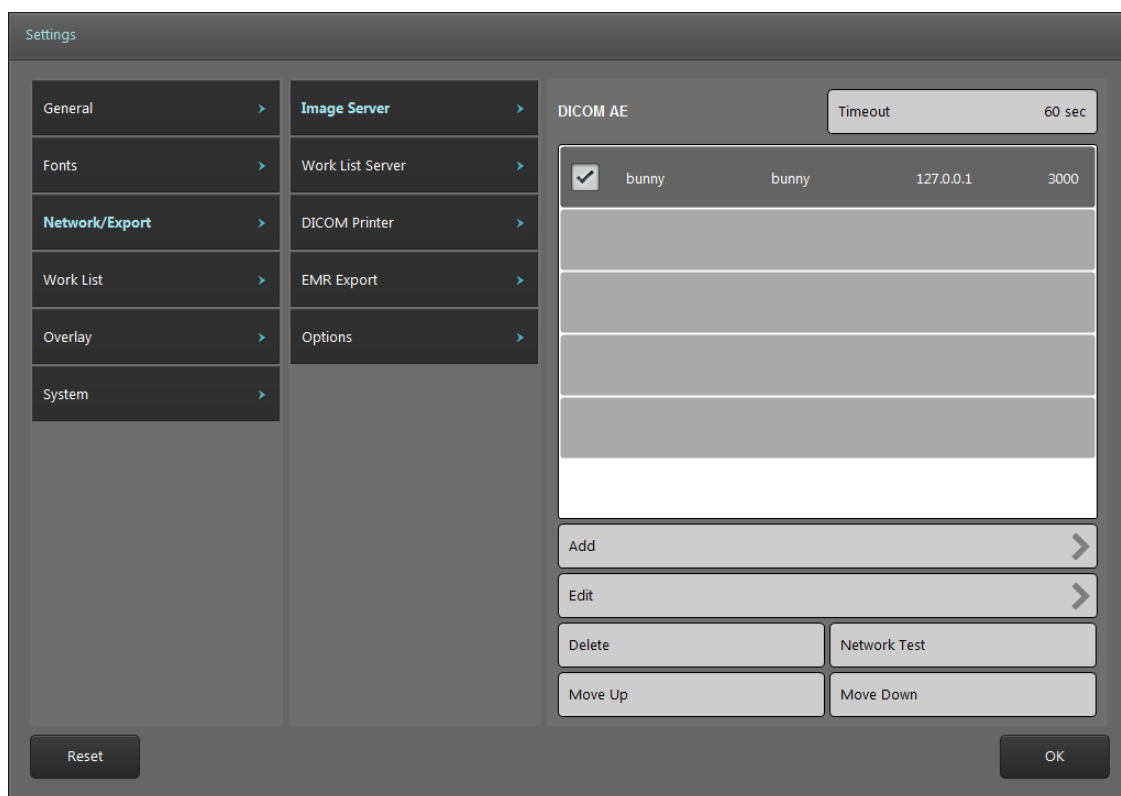 Settings
General
Fonts
Network/Export
Work List
Overlay
System
Image Server
Work List Server
DICOM Printer
EMR Export
Options
DICOM AE
Timeout 60 sec
bunny bunny 127.0.0.1 3000
Add
Edit
Delete Network Test
Move Up Move Down
Reset OK